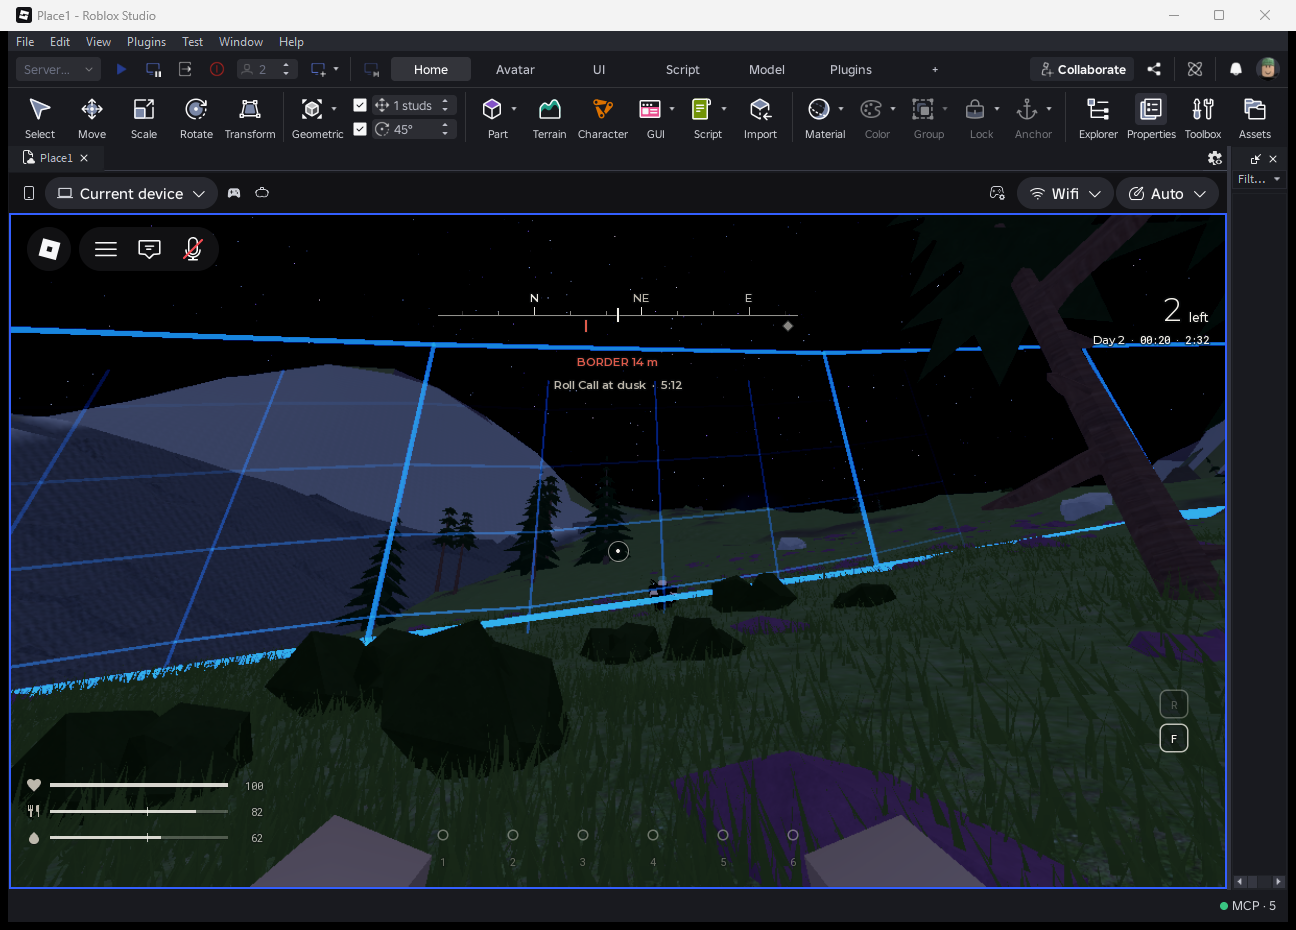 Place1 - Roblox Studio
File Edit View Plugins Test Window Help
Server... 2 Home Avatar UI Script Model Plugins + Collaborate
1 studs
45°
Select Move Scale Rotate Transform Geometric Part Terrain Character GUI Script Import Material Color Group Lock Anchor Explorer Properties Toolbox Assets
Place1
Filt...
Current device Wifi Auto
N NE E
2 left
Day 2 · 00:20 · 2:32
BORDER 14 m
Roll Call at dusk · 5:12
R
F
100
82
62
1 2 3 4 5 6
MCP · 5